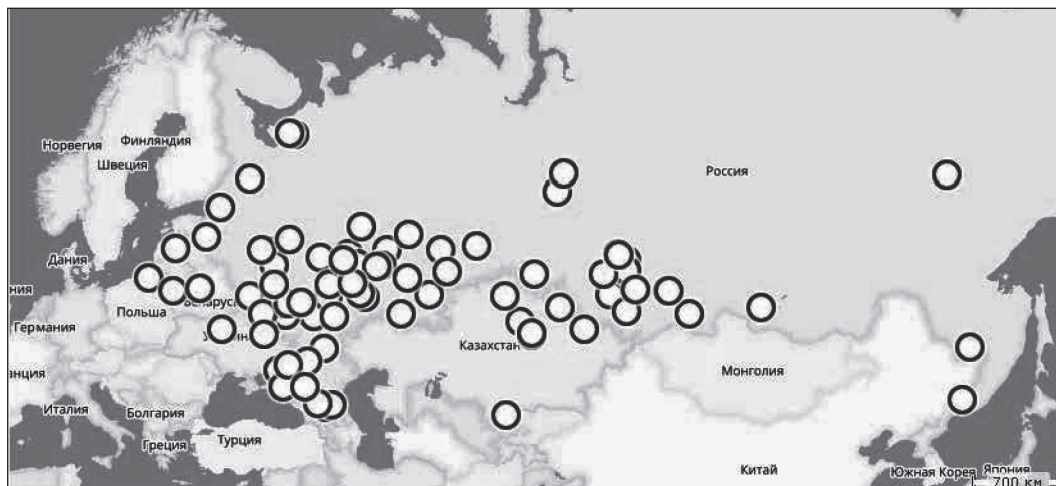 Норвегия
Финляндия
Швеция
Россия
Дания
Польша
Германия
Казахстан
Монголия
Италия
Болгария
Греция
Турция
Китай
Южная Корея
Япония
700 км